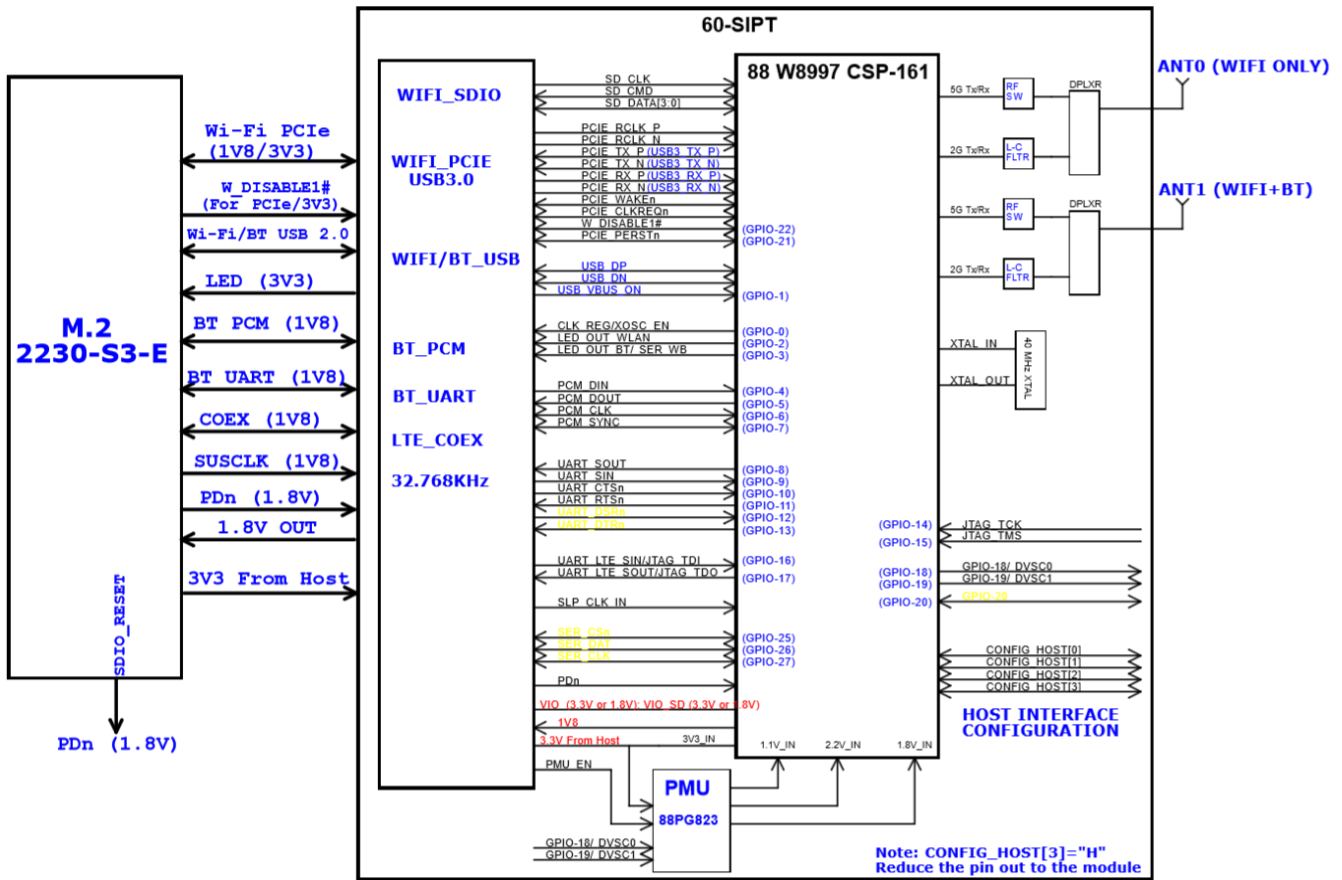 60-SIPT
M.2
2230-S3-E
Wi-Fi PCIe
(1V8/3V3)
W_DISABLE1#
(For PCIe/3V3)
Wi-Fi/BT USB 2.0
LED (3V3)
BT PCM (1V8)
BT UART (1V8)
COEX (1V8)
SUSCLK (1V8)
PDn (1.8V)
1.8V OUT
3V3 From Host
SDIO_RESET
PDn (1.8V)
WIFI_SDIO
WIFI_PCIE
USB3.0
WIFI/BT_USB
BT_PCM
BT_UART
LTE_COEX
32.768KHz
SD_CLK
SD_CMD
SD_DATA[3:0]
PCIE_RCLK_P
PCIE_RCLK_N
PCIE_TX_P (USB3_TX_P)
PCIE_TX_N (USB3_TX_N)
PCIE_RX_P (USB3_RX_P)
PCIE_RX_N (USB3_RX_N)
PCIE_WAKEn
PCIE_CLKREQn
W_DISABLE1#
PCIE_PERSTn
USB_DP
USB_DN
USB_VBUS_ON
CLK_REG/XOSC_EN
LED_OUT_WLAN
LED_OUT_BT/ SER_WB
PCM_DIN
PCM_DOUT
PCM_CLK
PCM_SYNC
UART_SOUT
UART_SIN
UART_CTSn
UART_RTSn
UART_DSRn
UART_DTRn
UART_LTE_SIN/JTAG_TDI
UART_LTE_SOUT/JTAG_TDO
SLP_CLK_IN
SER_CSn
SER_DAT
SER_CLK
PDn
VIO (3.3V or 1.8V); VIO_SD (3.3V or 1.8V)
1V8
3.3V From Host
3V3_IN
PMU_EN
GPIO-18/ DVSC0
GPIO-19/ DVSC1
88 W8997 CSP-161
(GPIO-22)
(GPIO-21)
(GPIO-1)
(GPIO-0)
(GPIO-2)
(GPIO-3)
(GPIO-4)
(GPIO-5)
(GPIO-6)
(GPIO-7)
(GPIO-8)
(GPIO-9)
(GPIO-10)
(GPIO-11)
(GPIO-12)
(GPIO-13)
(GPIO-16)
(GPIO-17)
(GPIO-25)
(GPIO-26)
(GPIO-27)
(GPIO-14)
(GPIO-15)
(GPIO-18)
(GPIO-19)
(GPIO-20)
1.1V_IN
2.2V_IN
1.8V_IN
PMU
88PG823
5G Tx/Rx
RF
SW
DPLXR
2G Tx/Rx
L-C
FLTR
ANT0 (WIFI ONLY)
5G Tx/Rx
RF
SW
DPLXR
2G Tx/Rx
L-C
FLTR
ANT1 (WIFI+BT)
XTAL_IN
XTAL_OUT
40 MHz XTAL
JTAG_TCK
JTAG_TMS
GPIO-18/ DVSC0
GPIO-19/ DVSC1
GPIO-20
CONFIG_HOST[0]
CONFIG_HOST[1]
CONFIG_HOST[2]
CONFIG_HOST[3]
HOST INTERFACE
CONFIGURATION
Note: CONFIG_HOST[3]="H"
Reduce the pin out to the module